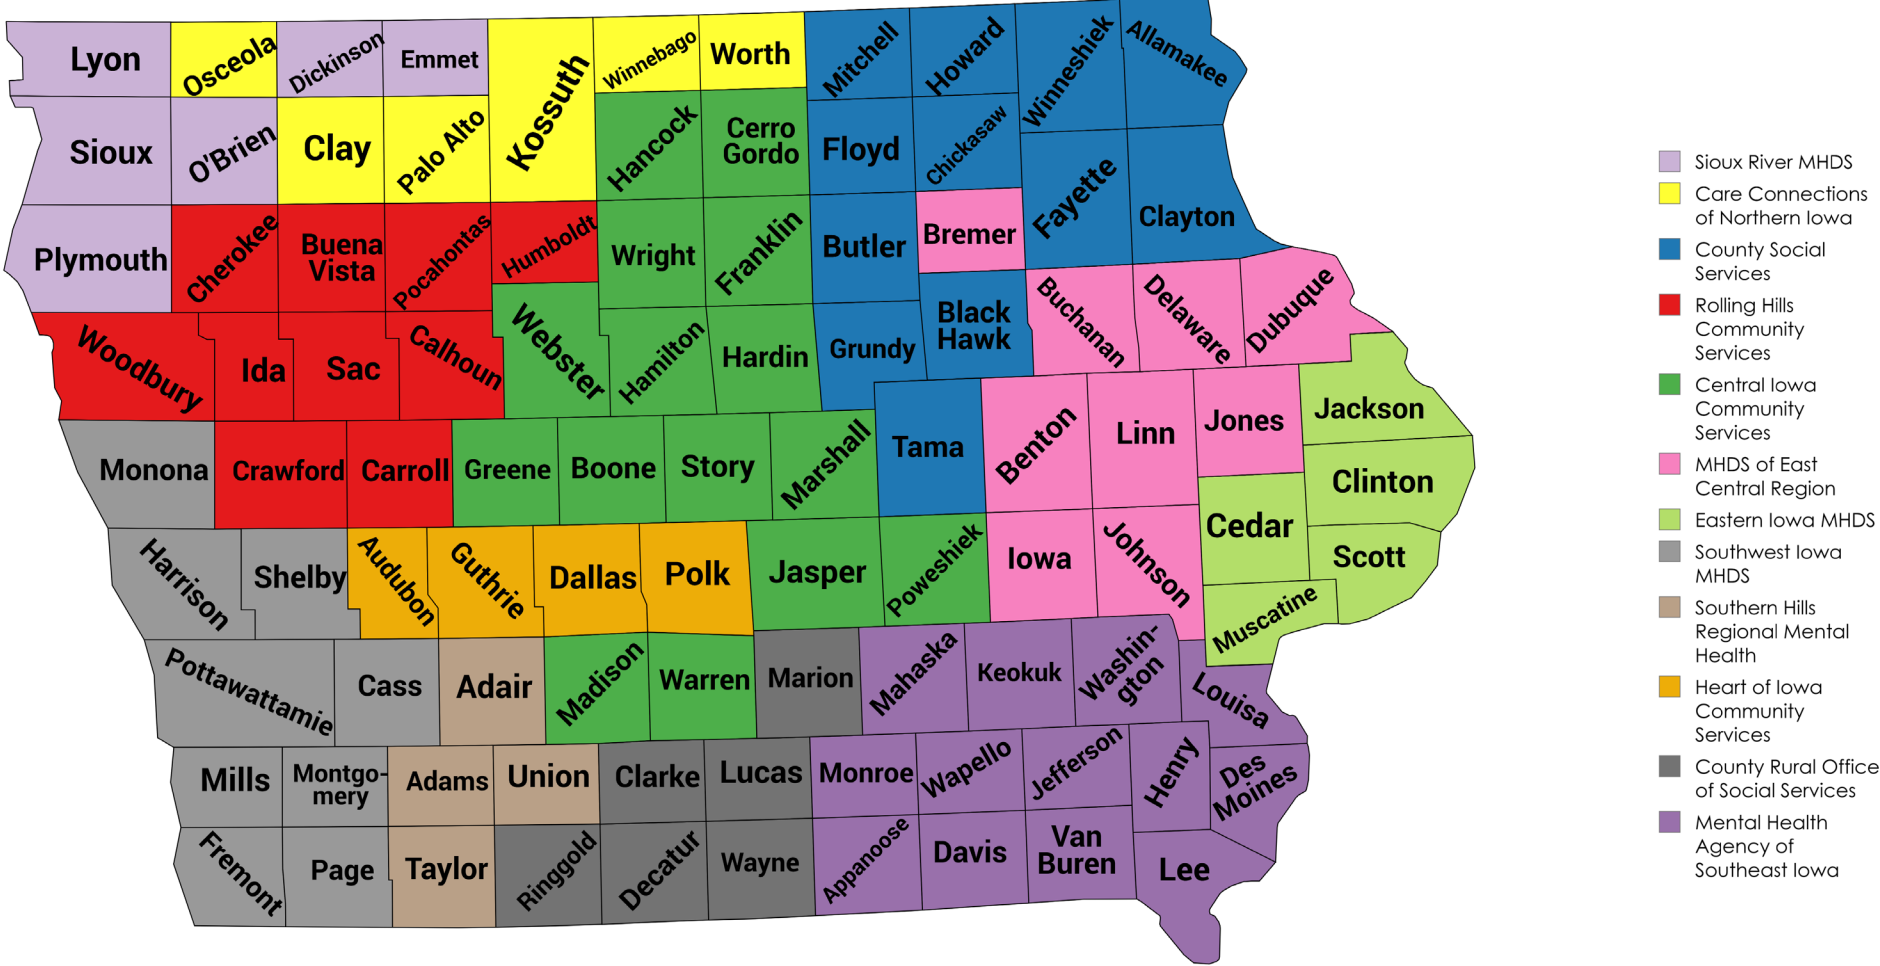 Lyon
Osceola
Dickinson
Emmet
Kossuth
Winnebago
Worth
Mitchell
Howard
Winneshiek
Allamakee
Sioux
O'Brien
Clay
Palo Alto
Hancock
Cerro
Gordo
Floyd
Chickasaw
Fayette
Clayton
Plymouth
Cherokee
Buena
Vista
Pocahontas
Humboldt
Wright
Franklin
Butler
Bremer
Woodbury
Ida
Sac
Calhoun
Webster
Hamilton
Hardin
Grundy
Black
Hawk
Buchanan
Delaware
Dubuque
Monona
Crawford
Carroll
Greene
Boone
Story
Marshall
Tama
Benton
Linn
Jones
Jackson
Clinton
Harrison
Shelby
Audubon
Guthrie
Dallas
Polk
Jasper
Poweshiek
Iowa
Johnson
Cedar
Scott
Muscatine
Pottawattamie
Cass
Adair
Madison
Warren
Marion
Mahaska
Keokuk
Washin-
gton
Louisa
Mills
Montgo-
mery
Adams
Union
Clarke
Lucas
Monroe
Wapello
Jefferson
Henry
Des
Moines
Fremont
Page
Taylor
Ringgold
Decatur
Wayne
Appanoose
Davis
Van
Buren
Lee
Sioux River MHDS
Care Connections
of Northern Iowa
County Social
Services
Rolling Hills
Community
Services
Central Iowa
Community
Services
MHDS of East
Central Region
Eastern Iowa MHDS
Southwest Iowa
MHDS
Southern Hills
Regional Mental
Health
Heart of Iowa
Community
Services
County Rural Office
of Social Services
Mental Health
Agency of
Southeast Iowa